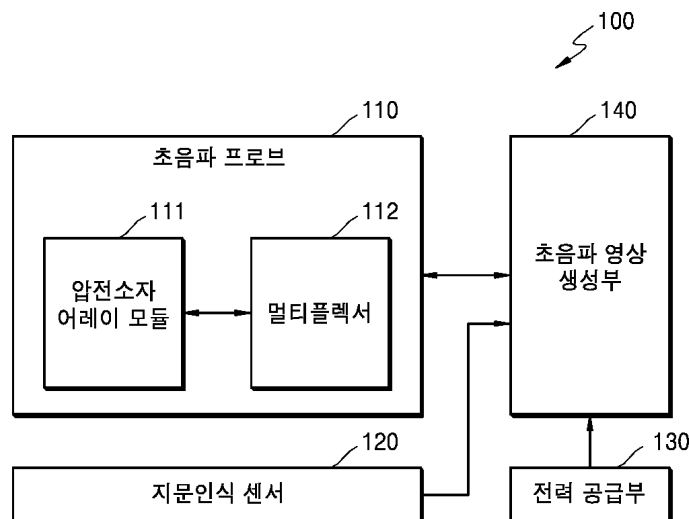 100
110
초음파 프로브
111
압전소자
어레이 모듈
112
멀티플렉서
140
초음파 영상
생성부
120
지문인식 센서
130
전력 공급부